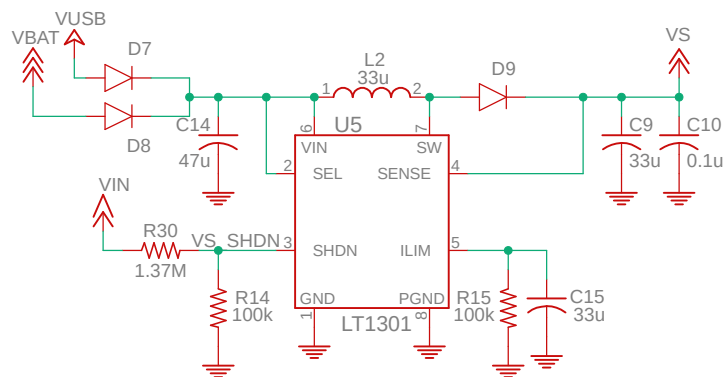 VUSB
VBAT
VS
D7
L2
D9
33u
1
2
C14
D8
47u
6
U5
7
VIN
SW
C9
C10
33u
0.1u
2
SEL
SENSE
4
VIN
R30
VS_SHDN
3
SHDN
ILIM
5
1.37M
R14
100k
GND
PGND
R15
100k
C15
33u
1
LT1301
8